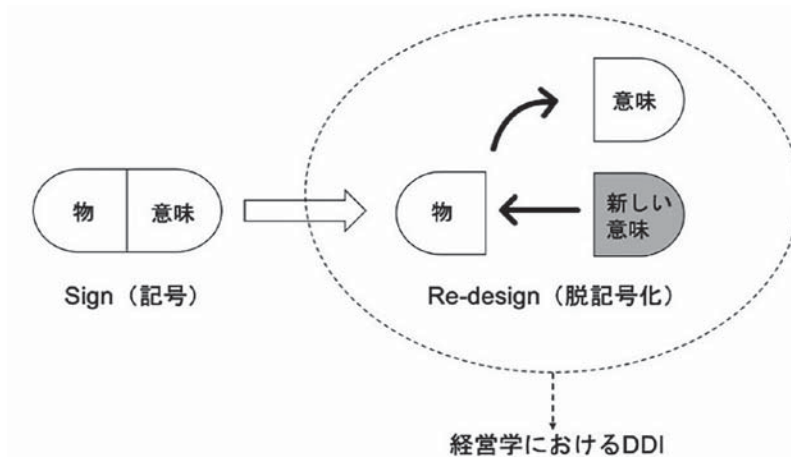 意味
物
意味
物
新しい
意味
Sign（記号）
Re-design（脱記号化）
経営学におけるDDI